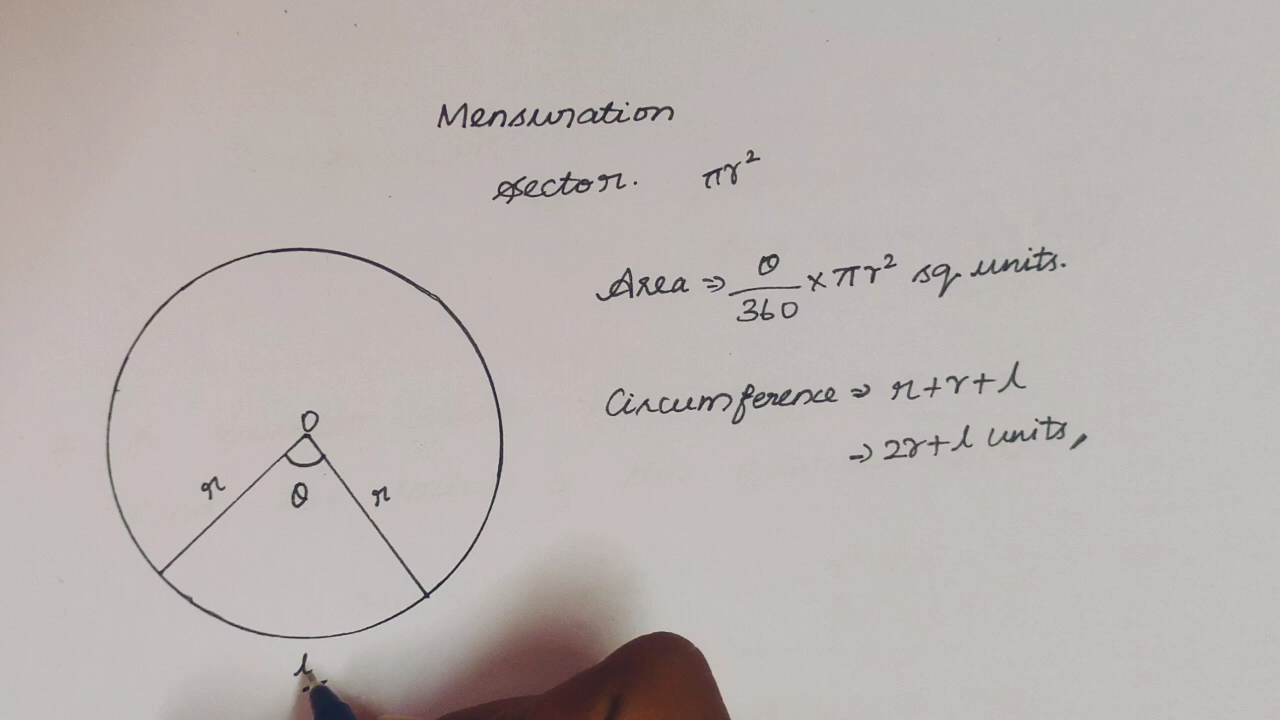 Mensuration
Sector. πr²
Area ⇒ θ/360 × πr² sq. units.
Circumference ⇒ r+r+l
⇒ 2r+l units,
O
r θ r
l